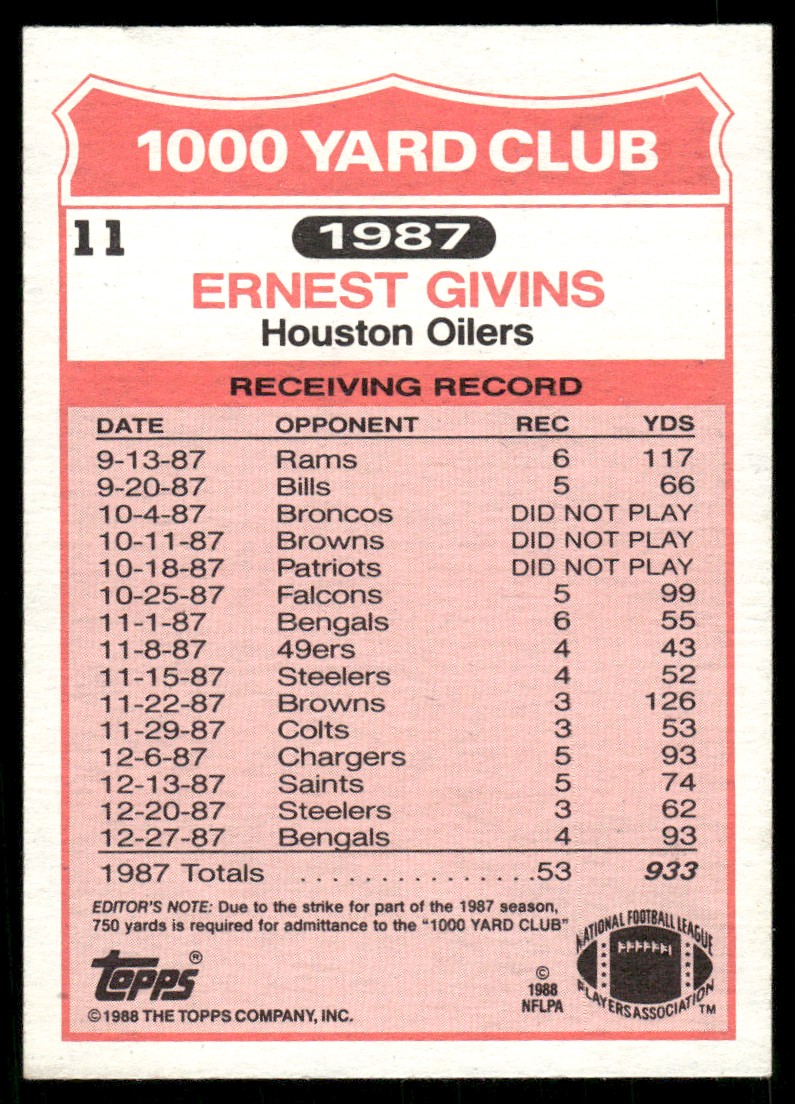 1000 YARD CLUB
11
1987
ERNEST GIVINS
Houston Oilers
RECEIVING RECORD
DATE OPPONENT REC YDS
9-13-87 Rams 6 117
9-20-87 Bills 5 66
10-4-87 Broncos DID NOT PLAY
10-11-87 Browns DID NOT PLAY
10-18-87 Patriots DID NOT PLAY
10-25-87 Falcons 5 99
11-1-87 Bengals 6 55
11-8-87 49ers 4 43
11-15-87 Steelers 4 52
11-22-87 Browns 3 126
11-29-87 Colts 3 53
12-6-87 Chargers 5 93
12-13-87 Saints 5 74
12-20-87 Steelers 3 62
12-27-87 Bengals 4 93
1987 Totals ................53 933
EDITOR'S NOTE: Due to the strike for part of the 1987 season,
750 yards is required for admittance to the "1000 YARD CLUB"
Topps®
©1988 THE TOPPS COMPANY, INC.
©
1988
NFLPA
NATIONAL FOOTBALL LEAGUE
PLAYERS ASSOCIATION™